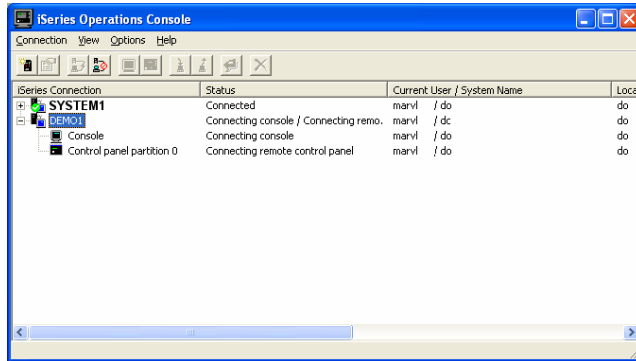 iSeries Operations Console
Connection View Options Help
iSeries Connection Status Current User / System Name Loca
SYSTEM1 Connected marvl / do do
DEMO1 Connecting console / Connecting remo. marvl / dc do
Console Connecting console marvl / do do
Control panel partition 0 Connecting remote control panel marvl / do do